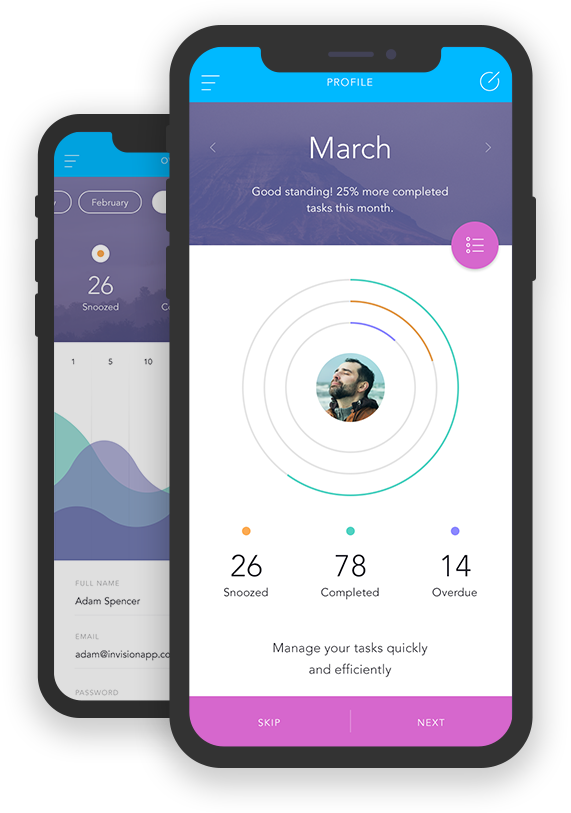 PROFILE
March
Good standing! 25% more completed
tasks this month.
26
Snoozed
78
Completed
14
Overdue
Manage your tasks quickly
and efficiently
SKIP
NEXT
February
26
Snoozed
1 5 10
FULL NAME
Adam Spencer
EMAIL
adam@invisionapp.co
PASSWORD